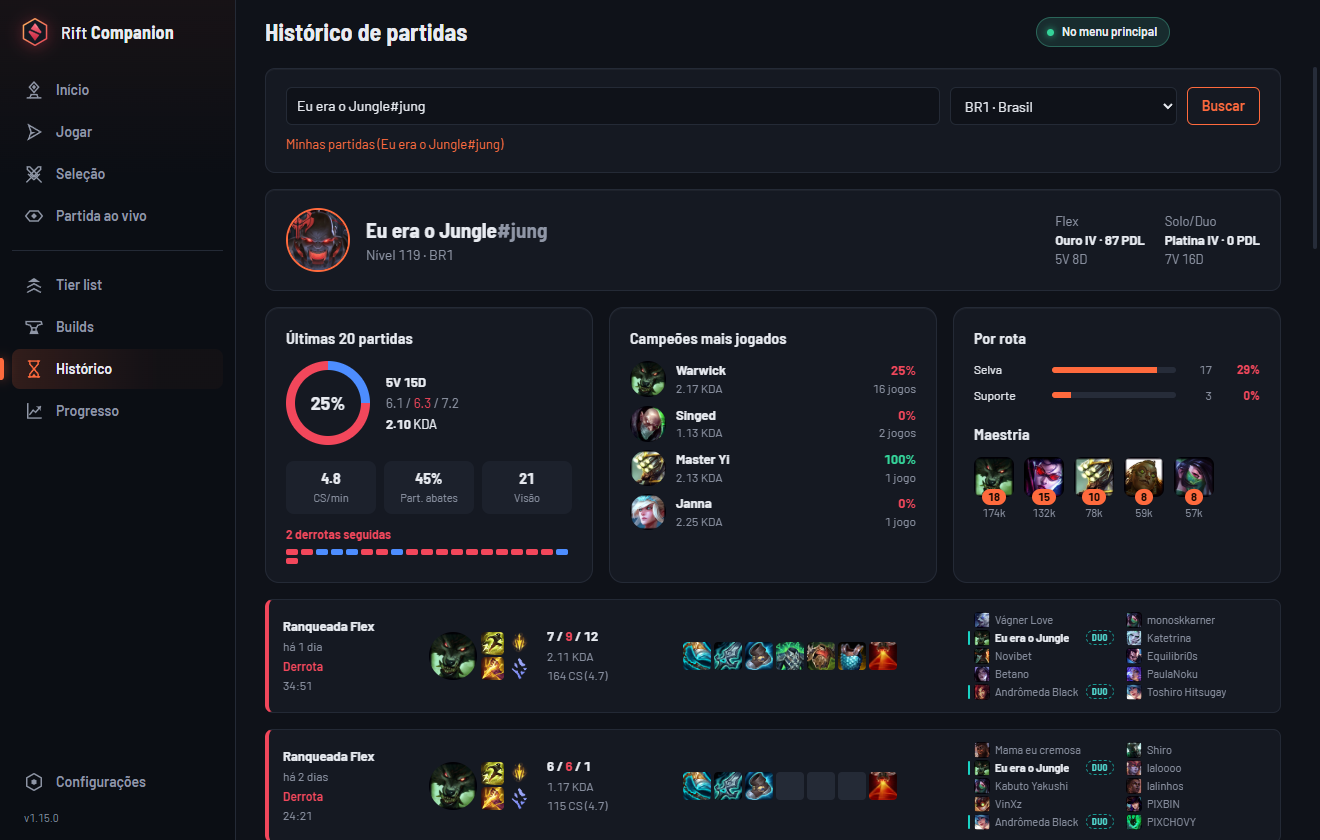 Rift Companion
Histórico de partidas
No menu principal
Início
Jogar
Seleção
Partida ao vivo
Tier list
Builds
Histórico
Progresso
Configurações
v1.15.0
Eu era o Jungle#jung
BR1 · Brasil
Buscar
Minhas partidas (Eu era o Jungle#jung)
Eu era o Jungle#jung
Nível 119 · BR1
Flex
Ouro IV · 87 PDL
5V 8D
Solo/Duo
Platina IV · 0 PDL
7V 16D
Últimas 20 partidas
25%
5V 15D
6.1 / 6.3 / 7.2
2.10 KDA
4.8
CS/min
45%
Part. abates
21
Visão
2 derrotas seguidas
Campeões mais jogados
Warwick 25%
2.17 KDA 16 jogos
Singed 0%
1.13 KDA 2 jogos
Master Yi 100%
2.13 KDA 1 jogo
Janna 0%
2.25 KDA 1 jogo
Por rota
Selva 17 29%
Suporte 3 0%
Maestria
18 15 10 8 8
174k 132k 78k 59k 57k
Ranqueada Flex
há 1 dia
Derrota
34:51
7 / 9 / 12
2.11 KDA
164 CS (4.7)
Vágner Love
Eu era o Jungle DUO
Novibet
Betano
Andrômeda Black DUO
monoskkarner
Katetrina
Equilibri0s
PaulaNoku
Toshiro Hitsugay
Ranqueada Flex
há 2 dias
Derrota
24:21
6 / 6 / 1
1.17 KDA
115 CS (4.7)
Mama eu cremosa
Eu era o Jungle DUO
Kabuto Yakushi
VinXz
Andrômeda Black DUO
Shiro
laloooo
lalinhos
PIXBIN
PIXCHOVY